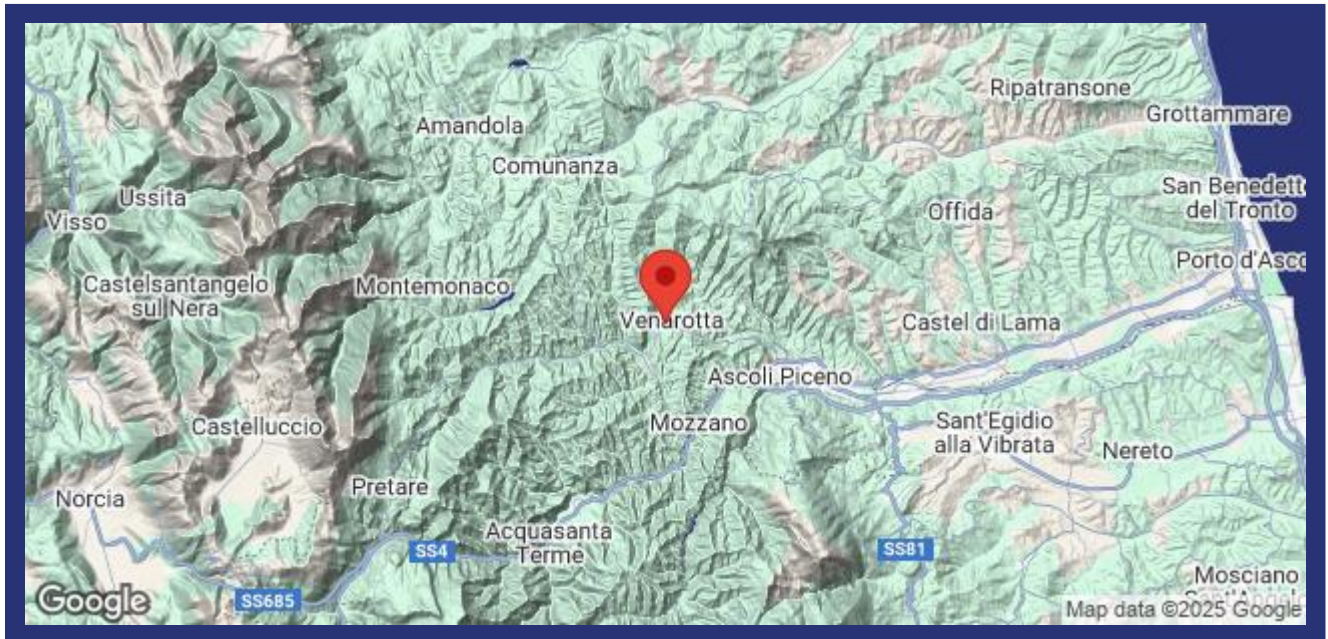 Ripatransone
Grottammare
Amandola
Comunanza
Ussita
Visso
San Benedett
del Tronto
Offida
Porto d'Asco
Castelsantangelo
sul Nera
Montemonaco
Venarotta
Castel di Lama
Ascoli Piceno
Castelluccio
Mozzano
Sant'Egidio
alla Vibrata
Nereto
Norcia
Pretare
Acquasanta
Terme
SS4
SS81
SS685
Mosciano
Google
Map data ©2025 Google